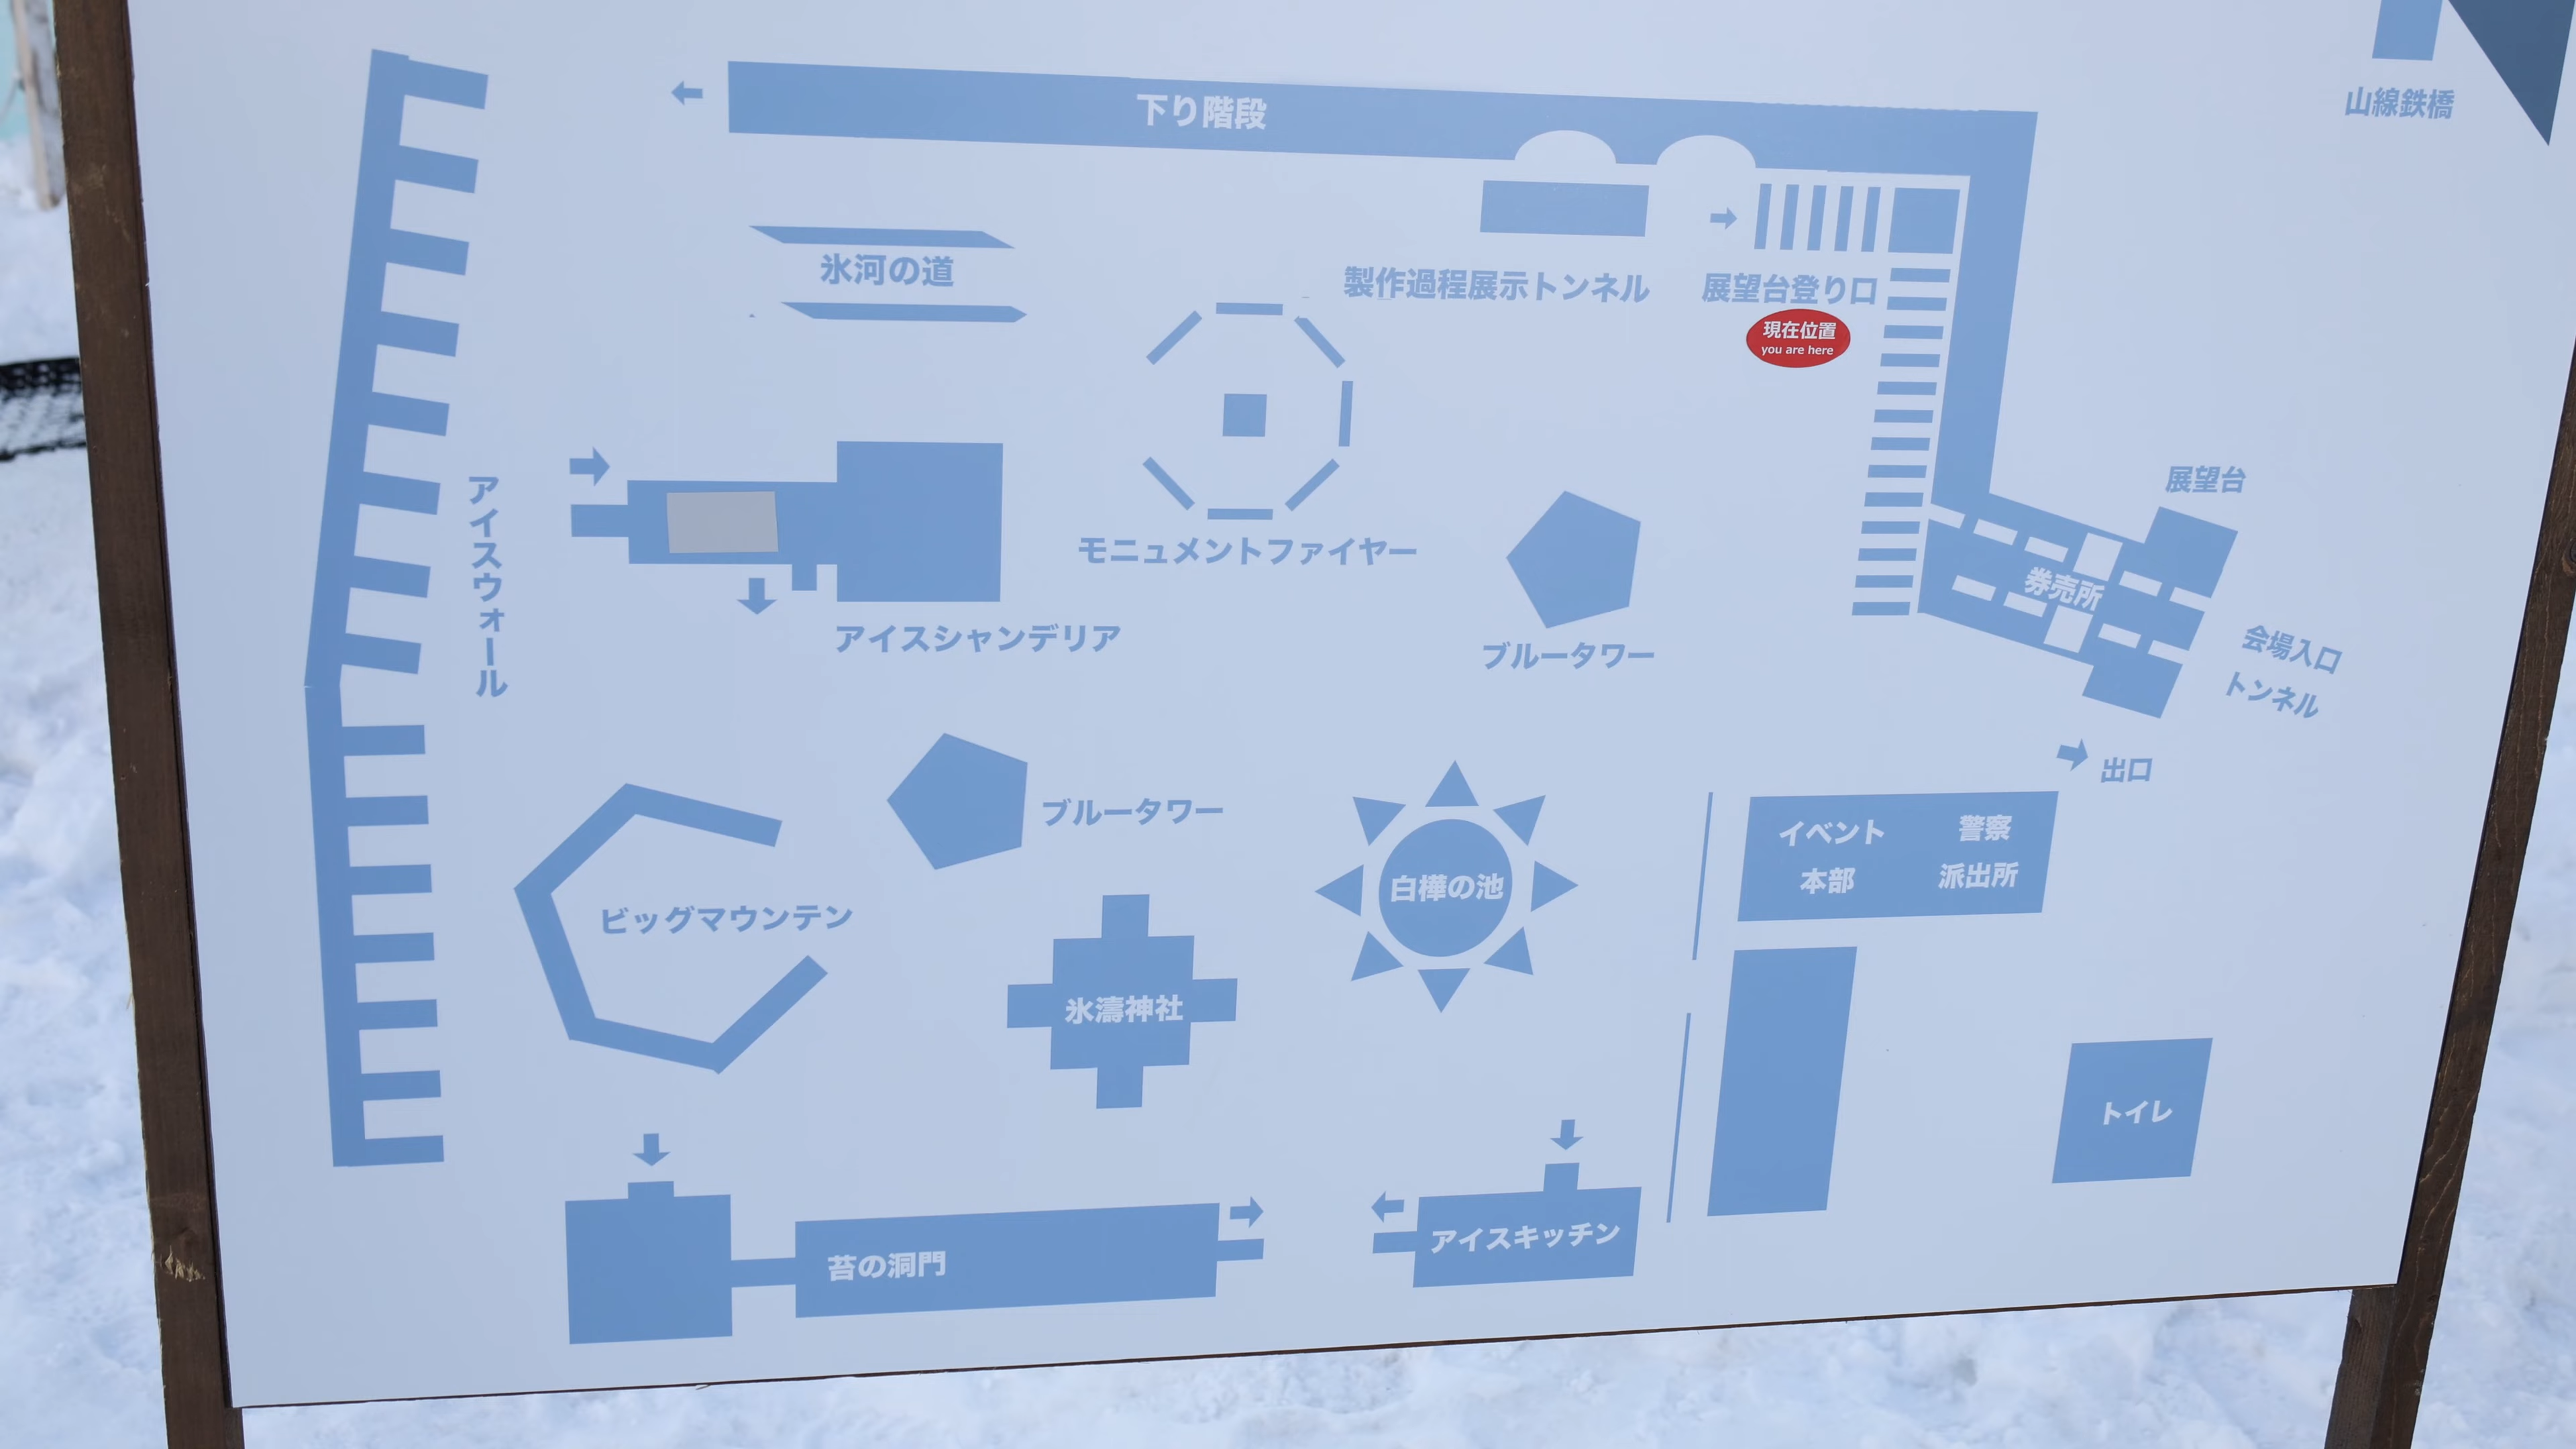 下り階段
山線鉄橋
氷河の道
製作過程展示トンネル
展望台登り口
現在位置
you are here
アイスウォール
モニュメントファイヤー
展望台
券売所
アイスシャンデリア
ブルータワー
会場入口
トンネル
出口
ブルータワー
イベント
本部
警察
派出所
ビッグマウンテン
白樺の池
氷濤神社
トイレ
苔の洞門
アイスキッチン